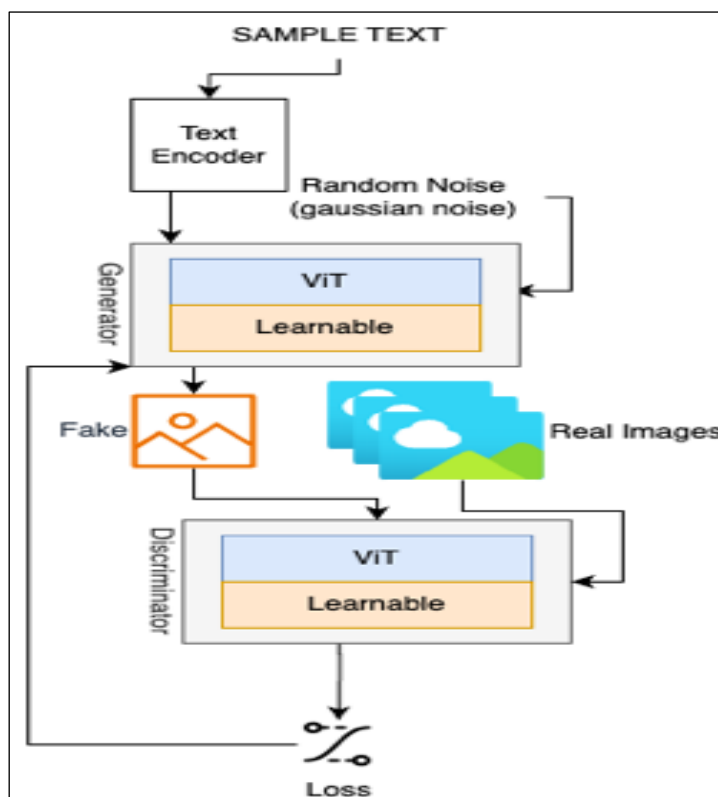 SAMPLE TEXT
Text
Encoder
Random Noise
(gaussian noise)
Generator
ViT
Learnable
Fake
Real Images
Discriminator
ViT
Learnable
Loss